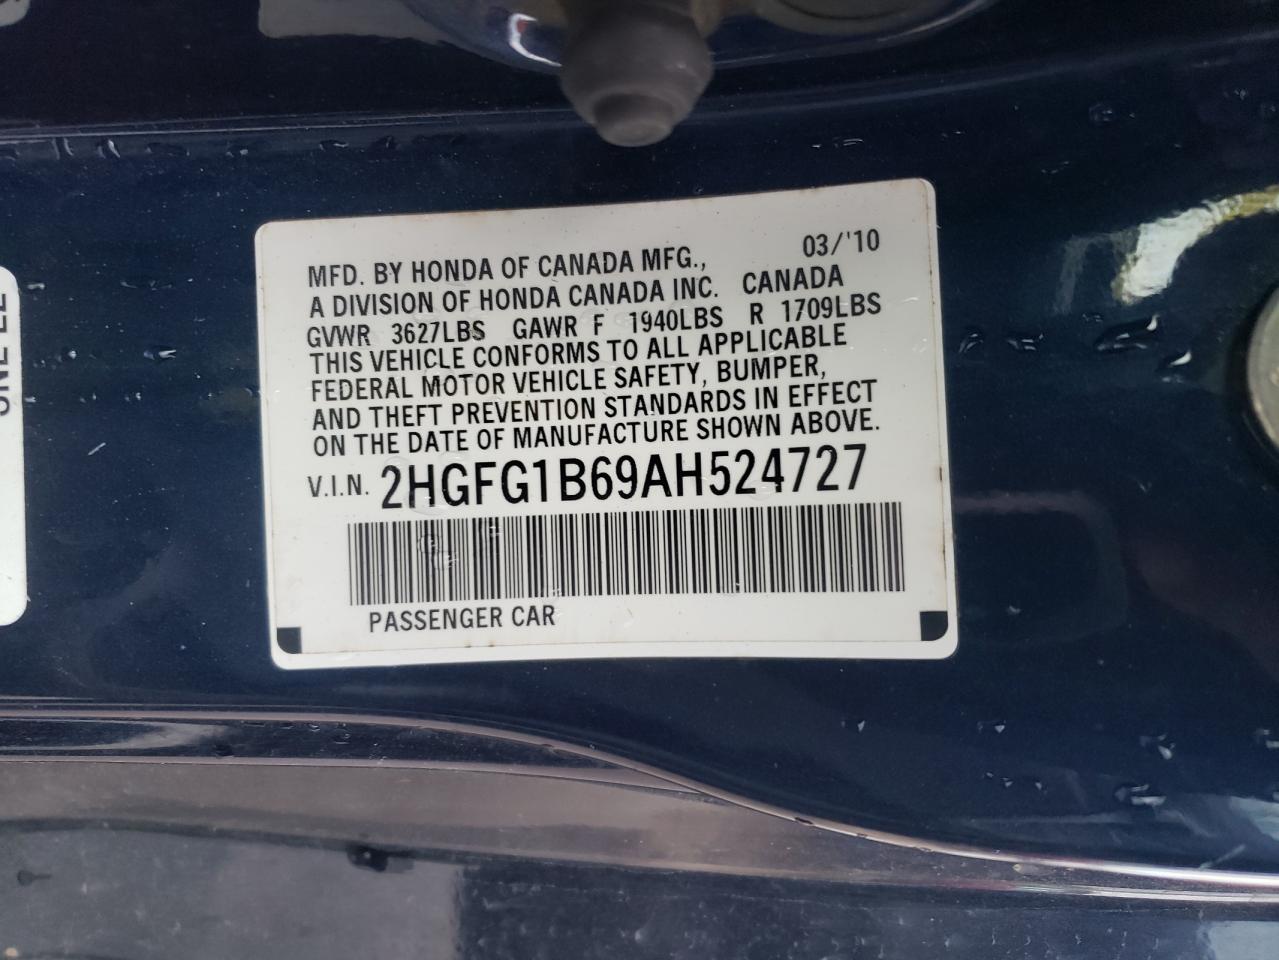 MFD. BY HONDA OF CANADA MFG., 03/'10
A DIVISION OF HONDA CANADA INC. CANADA
GVWR 3627LBS GAWR F 1940LBS R 1709LBS
THIS VEHICLE CONFORMS TO ALL APPLICABLE
FEDERAL MOTOR VEHICLE SAFETY, BUMPER,
AND THEFT PREVENTION STANDARDS IN EFFECT
ON THE DATE OF MANUFACTURE SHOWN ABOVE.
V.I.N. 2HGFG1B69AH524727
PASSENGER CAR